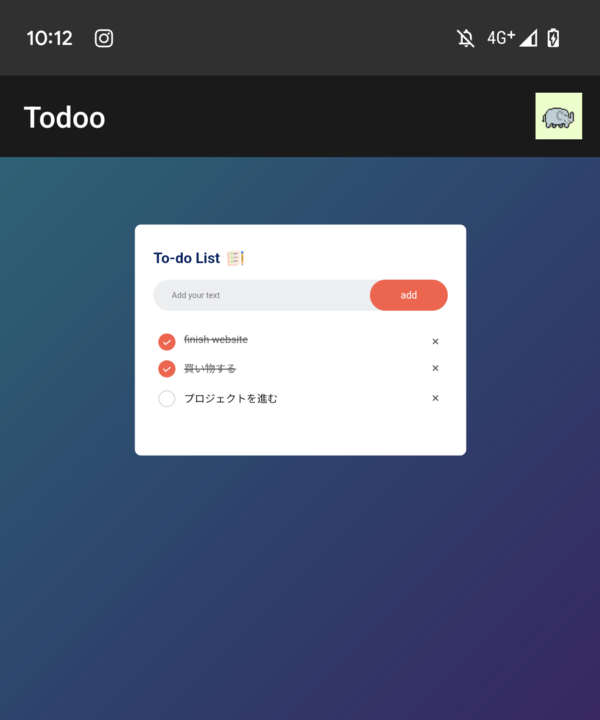 10:12
4G+
Todoo
To-do List
Add your text
add
finish website
×
買い物する
×
プロジェクトを進む
×